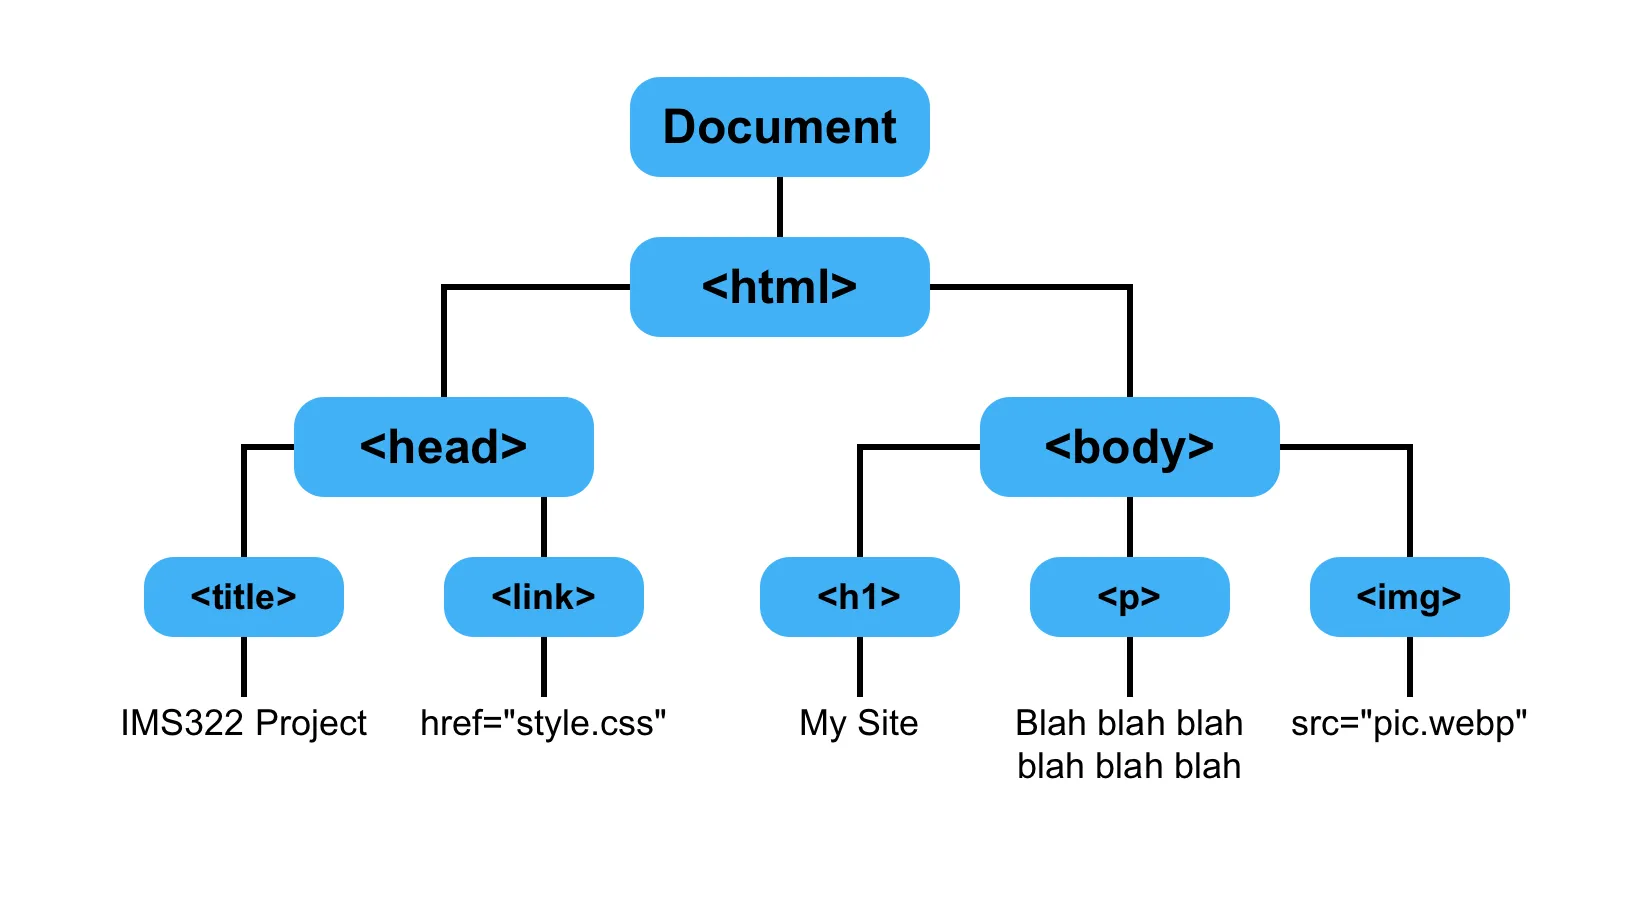 Document
<html>
<head>
<body>
<title>
<link>
<h1>
<p>
<img>
IMS322 Project
href="style.css"
My Site
Blah blah blah
blah blah blah
src="pic.webp"